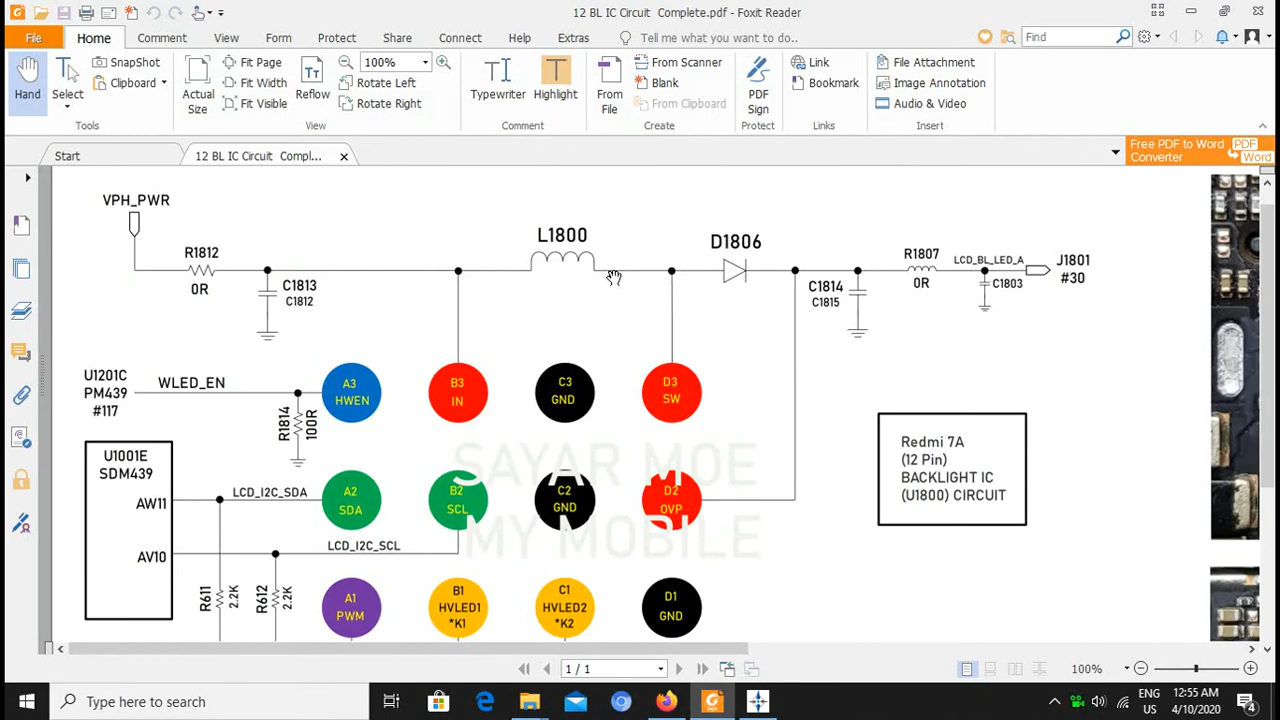 12 BL IC Circuit Complete.pdf - Foxit Reader
File
Home
Comment
View
Form
Protect
Share
Connect
Help
Extras
Tell me what you want to do..
Find
Hand
Select
SnapShot
Clipboard
Actual
Size
Fit Page
Fit Width
Fit Visible
Reflow
100%
Rotate Left
Rotate Right
Typewriter
Highlight
From
File
From Scanner
Blank
From Clipboard
PDF
Sign
Link
Bookmark
File Attachment
Image Annotation
Audio & Video
Tools
View
Comment
Create
Protect
Links
Insert
Start
12 BL IC Circuit Compl...
Free PDF to Word
Converter
PDF
Word
VPH_PWR
R1812
0R
C1813
C1812
L1800
D1806
C1814
C1815
R1807
0R
LCD_BL_LED_A
C1803
J1801
#30
U1201C
PM439
#117
WLED_EN
R1814
100R
A3
HWEN
B3
IN
C3
GND
D3
SW
U1001E
SDM439
AW11
AV10
LCD_I2C_SDA
LCD_I2C_SCL
A2
SDA
B2
SCL
C2
GND
D2
OVP
SAYAR MOE
MY MOBILE
Redmi 7A
(12 Pin)
BACKLIGHT IC
(U1800) CIRCUIT
R611
2.2K
R612
2.2K
A1
PWM
B1
HVLED1
*K1
C1
HVLED2
*K2
D1
GND
1 / 1
100%
Type here to search
ENG
US
12:55 AM
4/10/2020
4